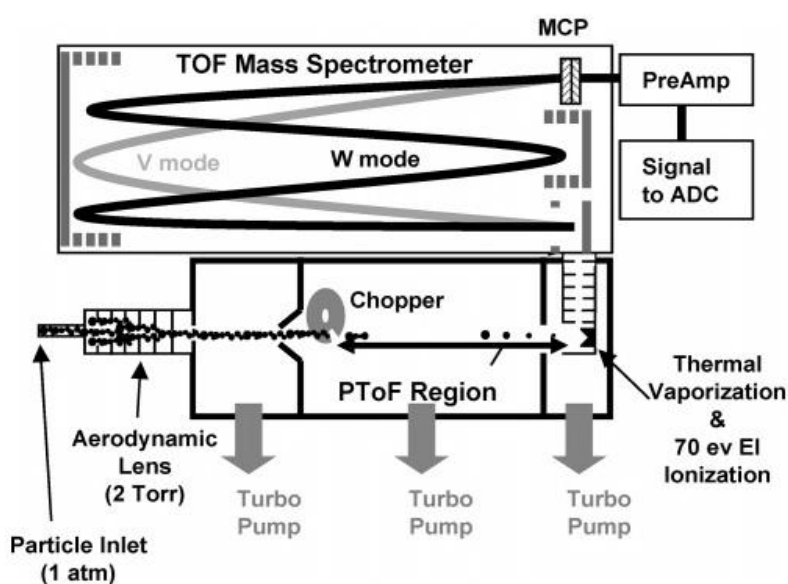 MCP
TOF Mass Spectrometer
PreAmp
V mode
W mode
Signal
to ADC
Chopper
PToF Region
Thermal
Vaporization
&
70 ev EI
Ionization
Aerodynamic
Lens
(2 Torr)
Turbo
Pump
Turbo
Pump
Turbo
Pump
Particle Inlet
(1 atm)